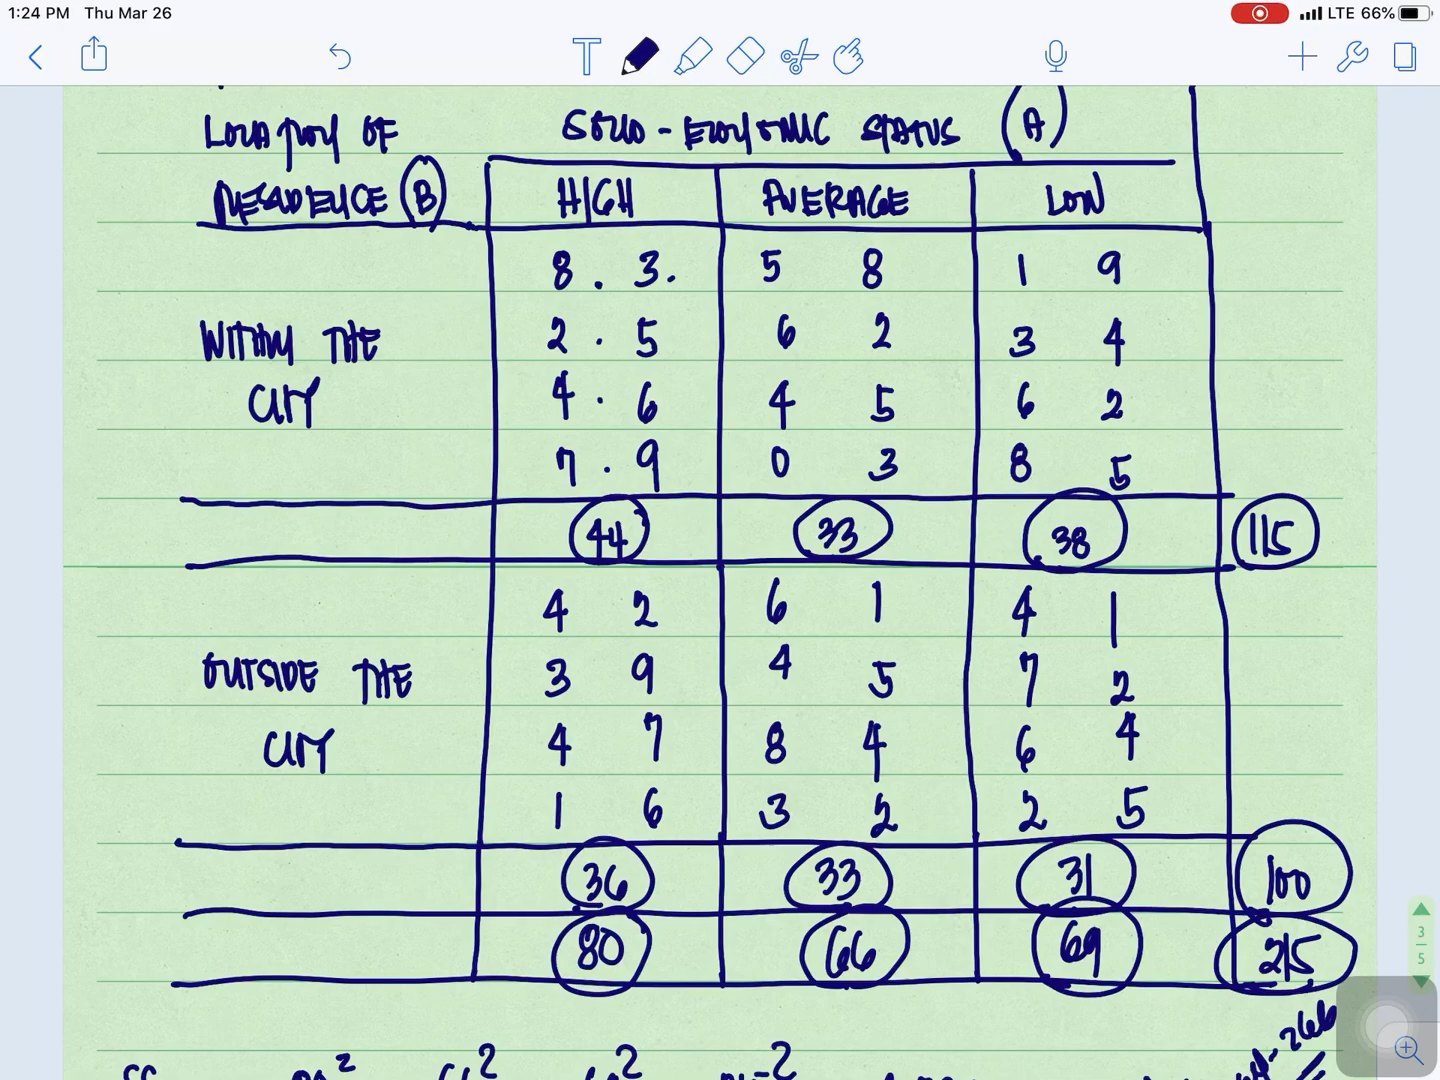 1:24 PM Thu Mar 26 LTE 66%
T
LOCATION OF SOCIO-ECONOMIC STATUS (A)
RESIDENCE (B) HIGH AVERAGE LOW
8 . 3. 5 8 1 9
WITHIN THE 2 . 5 6 2 3 4
CITY 4 . 6 4 5 6 2
7 . 9 0 3 8 5
44 33 38 115
4 2 6 1 4 1
OUTSIDE THE 3 9 4 5 7 2
CITY 4 7 8 4 6 4
1 6 3 2 2 5
36 33 31 100
80 66 69 215
3
5